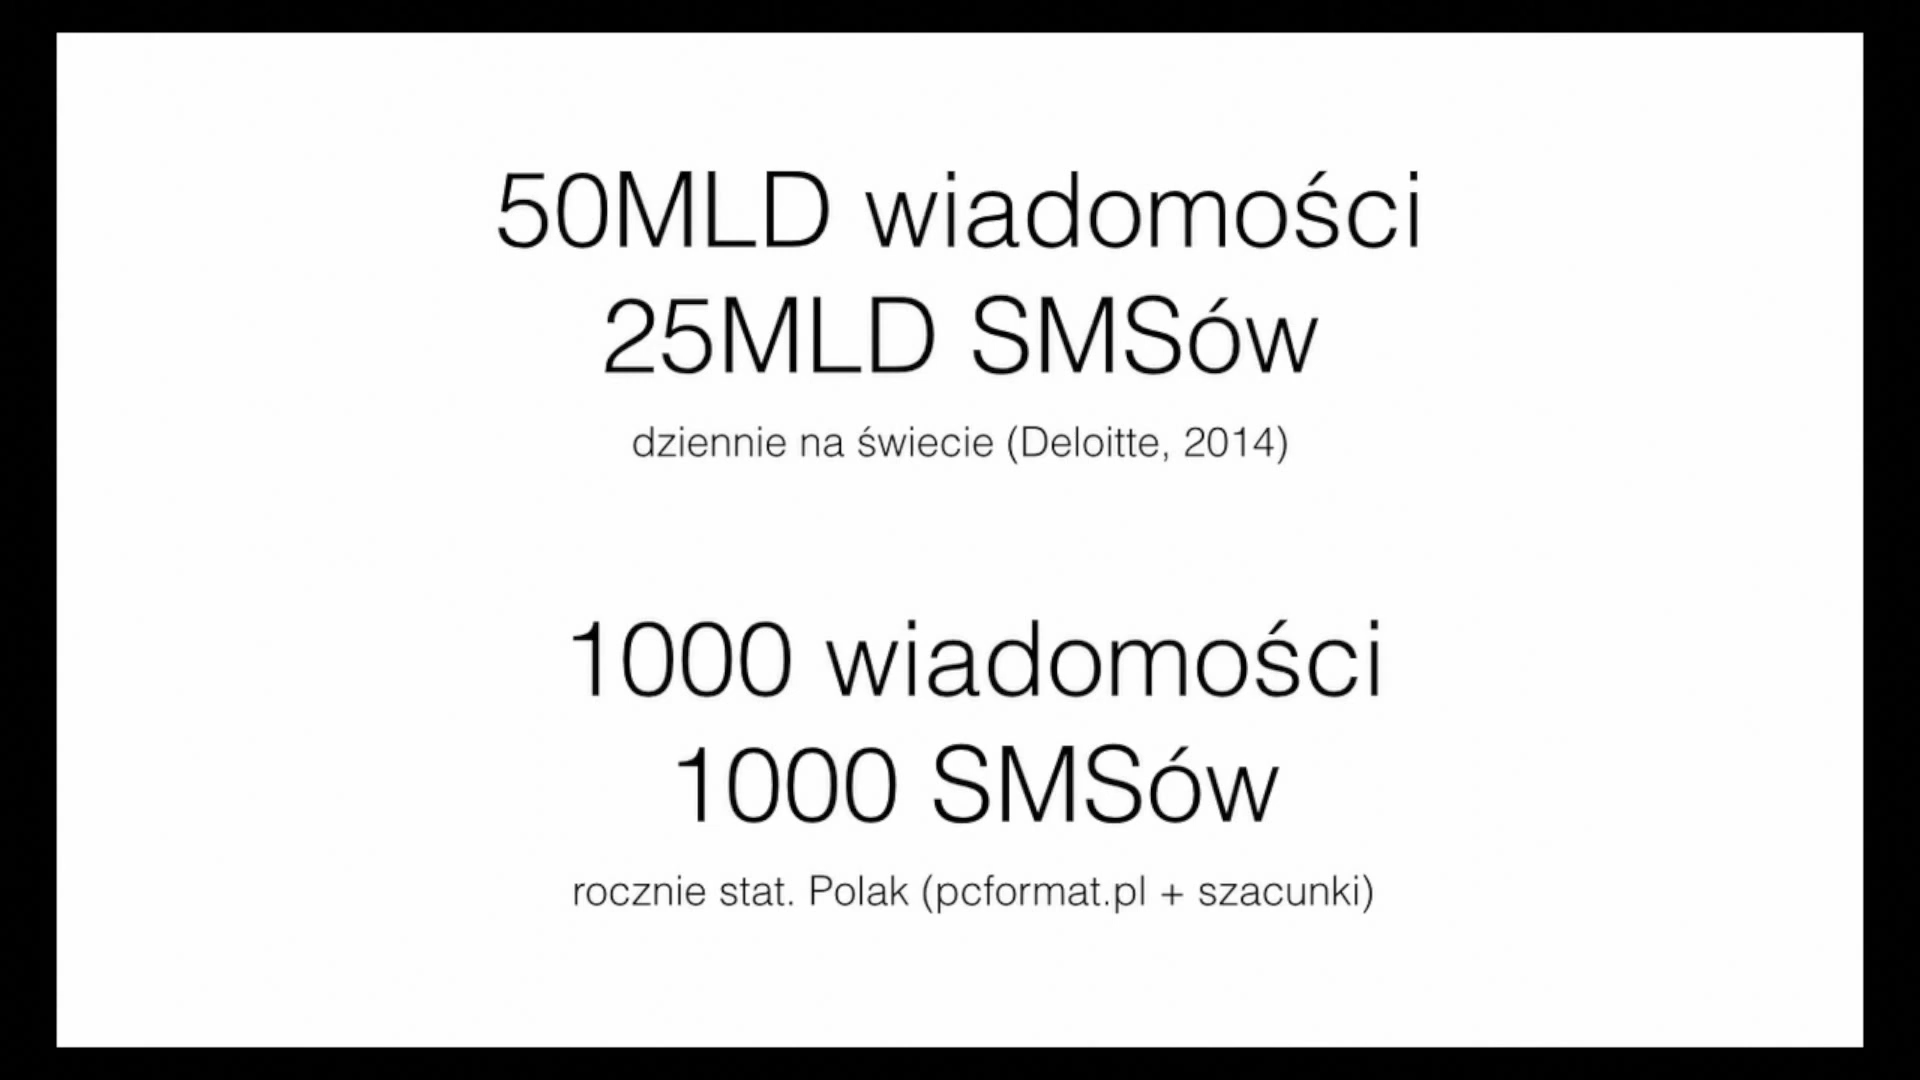 50MLD wiadomości
25MLD SMSów
dziennie na świecie (Deloitte, 2014)
1000 wiadomości
1000 SMSów
rocznie stat. Polak (pcformat.pl + szacunki)